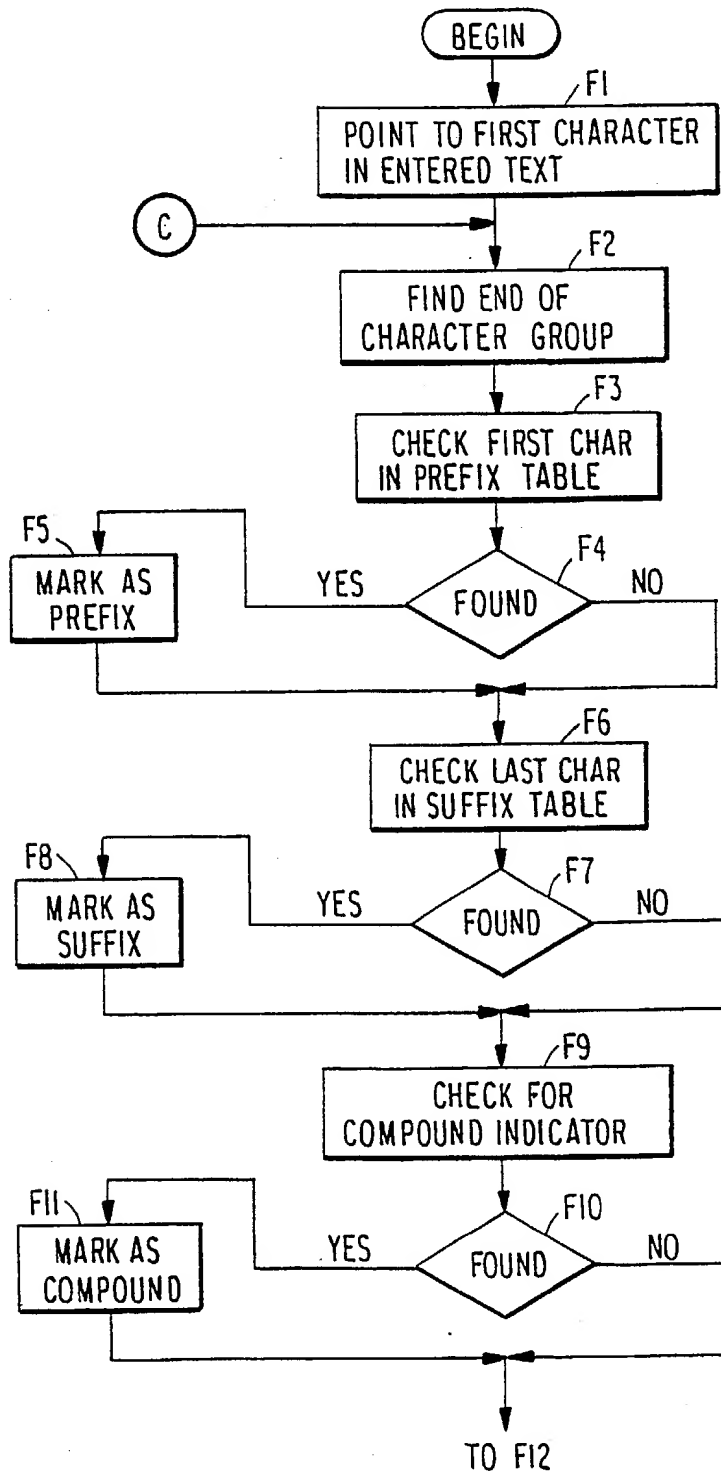 BEGIN
F1
POINT TO FIRST CHARACTER
IN ENTERED TEXT
C
F2
FIND END OF
CHARACTER GROUP
F3
CHECK FIRST CHAR
IN PREFIX TABLE
F5
MARK AS
PREFIX
YES
F4
FOUND
NO
F6
CHECK LAST CHAR
IN SUFFIX TABLE
F8
MARK AS
SUFFIX
YES
F7
FOUND
NO
F9
CHECK FOR
COMPOUND INDICATOR
F11
MARK AS
COMPOUND
YES
F10
FOUND
NO
TO F12